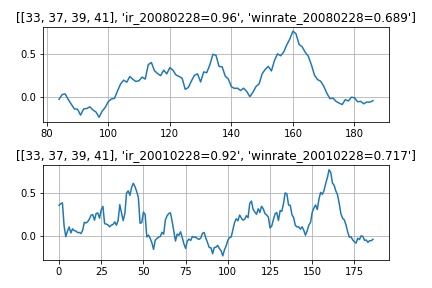 [[33, 37, 39, 41], 'ir_20080228=0.96', 'winrate_20080228=0.689']
0.5
0.0
80 100 120 140 160 180
[[33, 37, 39, 41], 'ir_20010228=0.92', 'winrate_20010228=0.717']
0.5
0.0
0 25 50 75 100 125 150 175